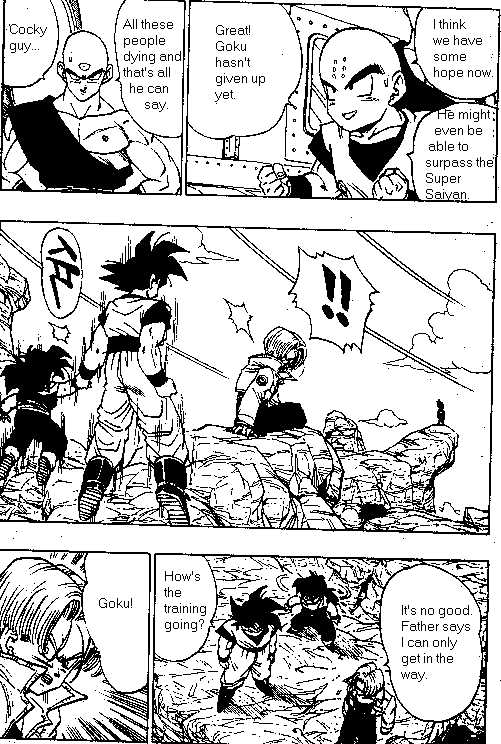 I think
we have
some
hope now.
He might
even be
able to
surpass the
Super
Saiyan.
Great!
Goku
hasn't
given up
yet.
All these
people
dying and
that's all
he can
say.
Cocky
guy...
!!
It's no good.
Father says
I can only
get in the
way.
How's
the
training
going?
Goku!